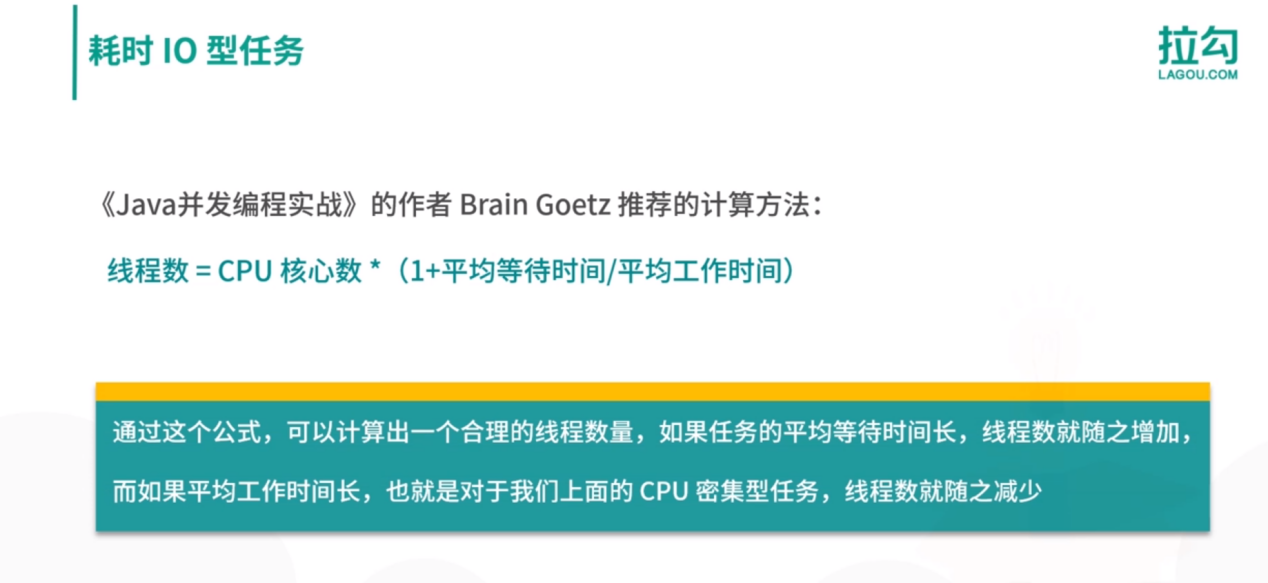 耗时 IO 型任务
拉勾
LAGOU.COM
《Java并发编程实战》的作者 Brain Goetz 推荐的计算方法：
线程数 = CPU 核心数 *（1+平均等待时间/平均工作时间）
通过这个公式，可以计算出一个合理的线程数量，如果任务的平均等待时间长，线程数就随之增加，
而如果平均工作时间长，也就是对于我们上面的 CPU 密集型任务，线程数就随之减少